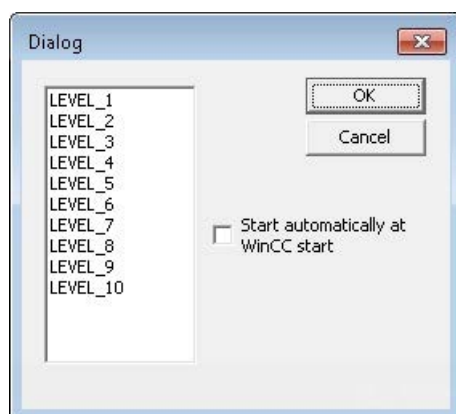 Dialog
LEVEL_1
LEVEL_2
LEVEL_3
LEVEL_4
LEVEL_5
LEVEL_6
LEVEL_7
LEVEL_8
LEVEL_9
LEVEL_10
OK
Cancel
Start automatically at
WinCC start